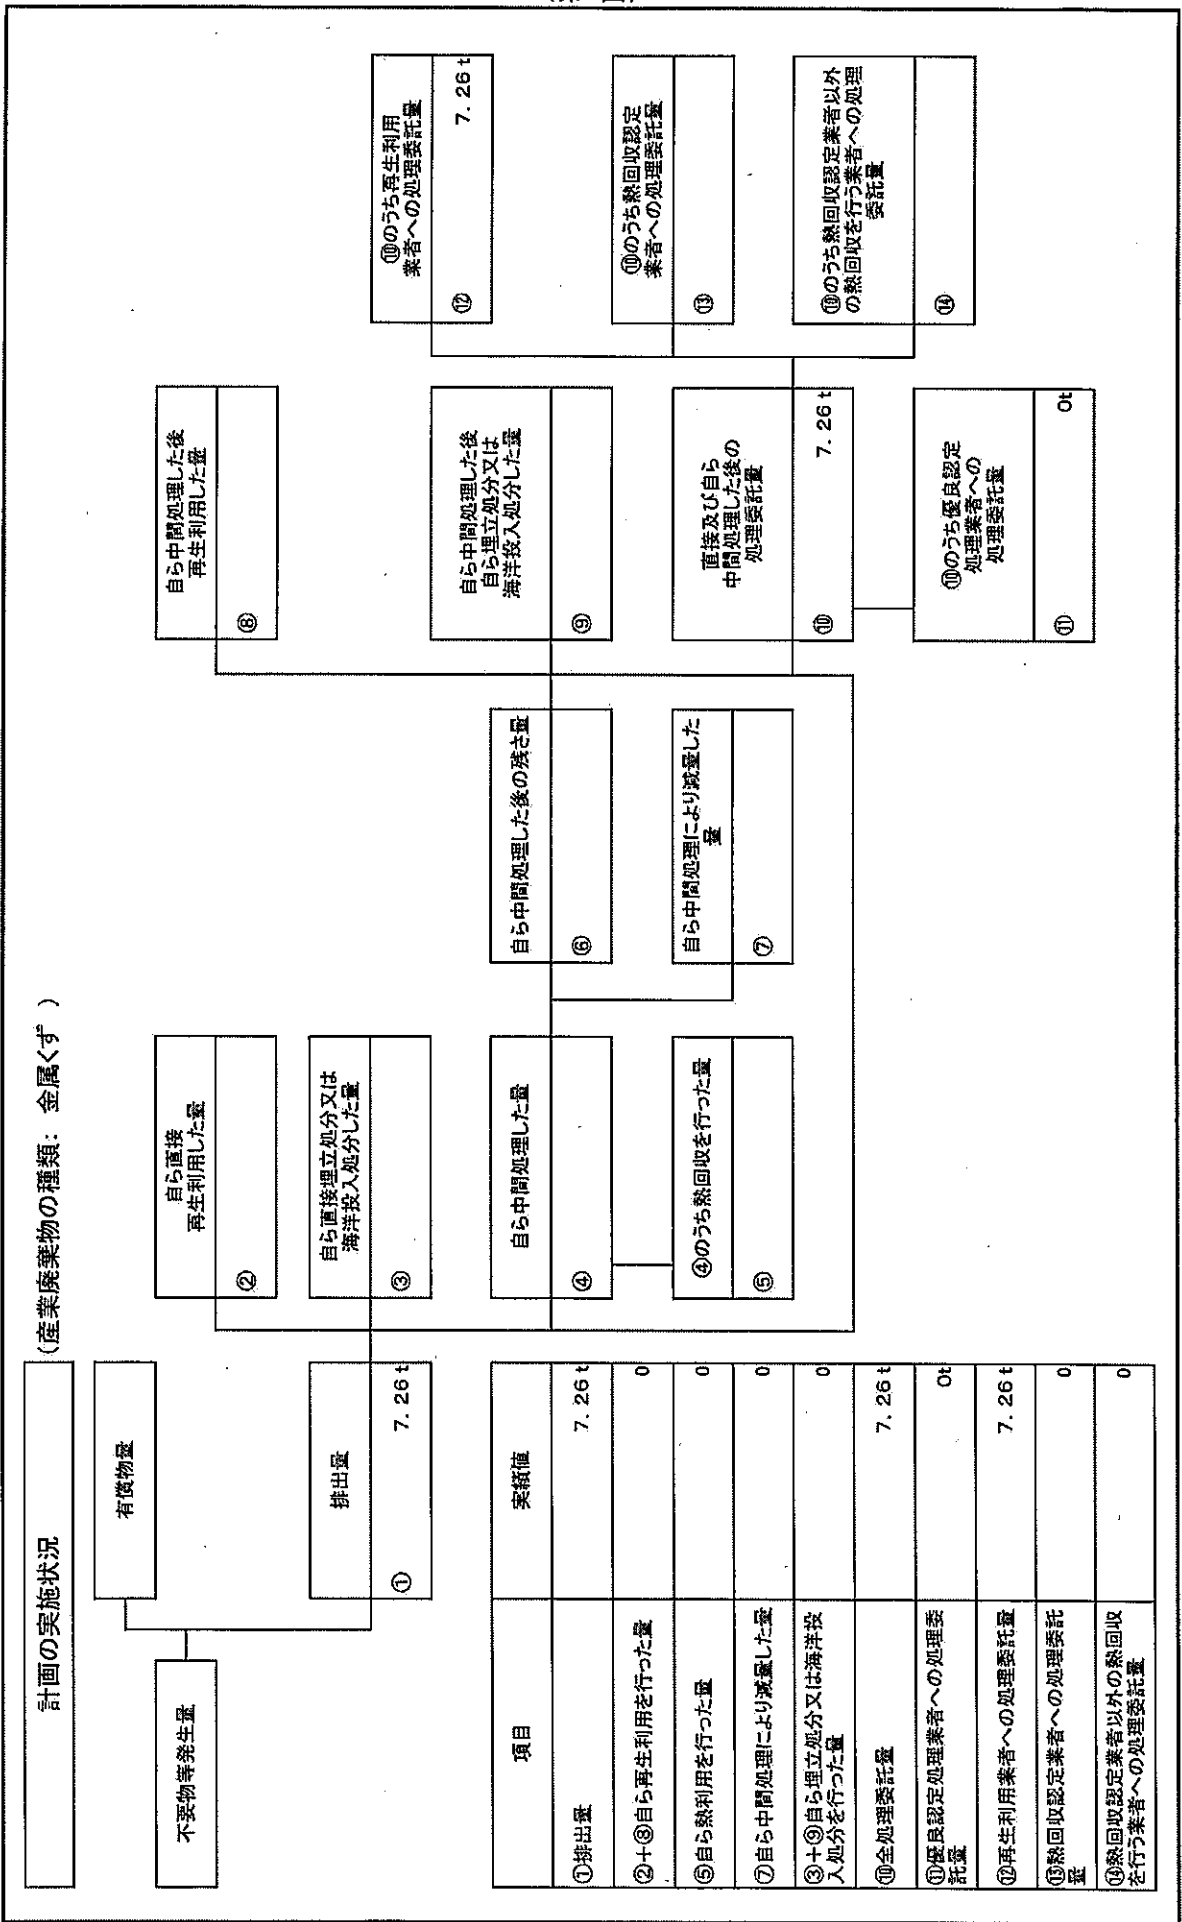 計画の実施状況
(産業廃棄物の種類： 金属くず )
不要物等発生量
有償物量
排出量
① 7.26 t
自ら直接
再生利用した量
②
自ら直接埋立処分又は
海洋投入処分した量
③
自ら中間処理した量
④
④のうち熱回収を行った量
⑤
自ら中間処理した後の残さ量
⑥
自ら中間処理により減量した
量
⑦
自ら中間処理した後
再生利用した量
⑧
自ら中間処理した後
自ら埋立処分又は
海洋投入処分した量
⑨
直接及び自ら
中間処理した後の
処理委託量
⑩ 7.26 t
⑩のうち優良認定
処理業者への
処理委託量
⑪ 0t
⑩のうち再生利用
業者への処理委託量
⑫ 7.26 t
⑩のうち熱回収認定
業者への処理委託量
⑬
⑩のうち熱回収認定業者以外
の熱回収を行う業者への処理
委託量
⑭
項目 実績値
①排出量 7.26 t
②+⑧自ら再生利用を行った量 0
⑤自ら熱利用を行った量 0
⑦自ら中間処理により減量した量 0
③+⑨自ら埋立処分又は海洋投
入処分を行った量 0
⑩全処理委託量 7.26 t
⑪優良認定処理業者への処理委
託量 0t
⑫再生利用業者への処理委託量 7.26 t
⑬熱回収認定業者への処理委託
量 0
⑭熱回収認定業者以外の熱回収
を行う業者への処理委託量 0